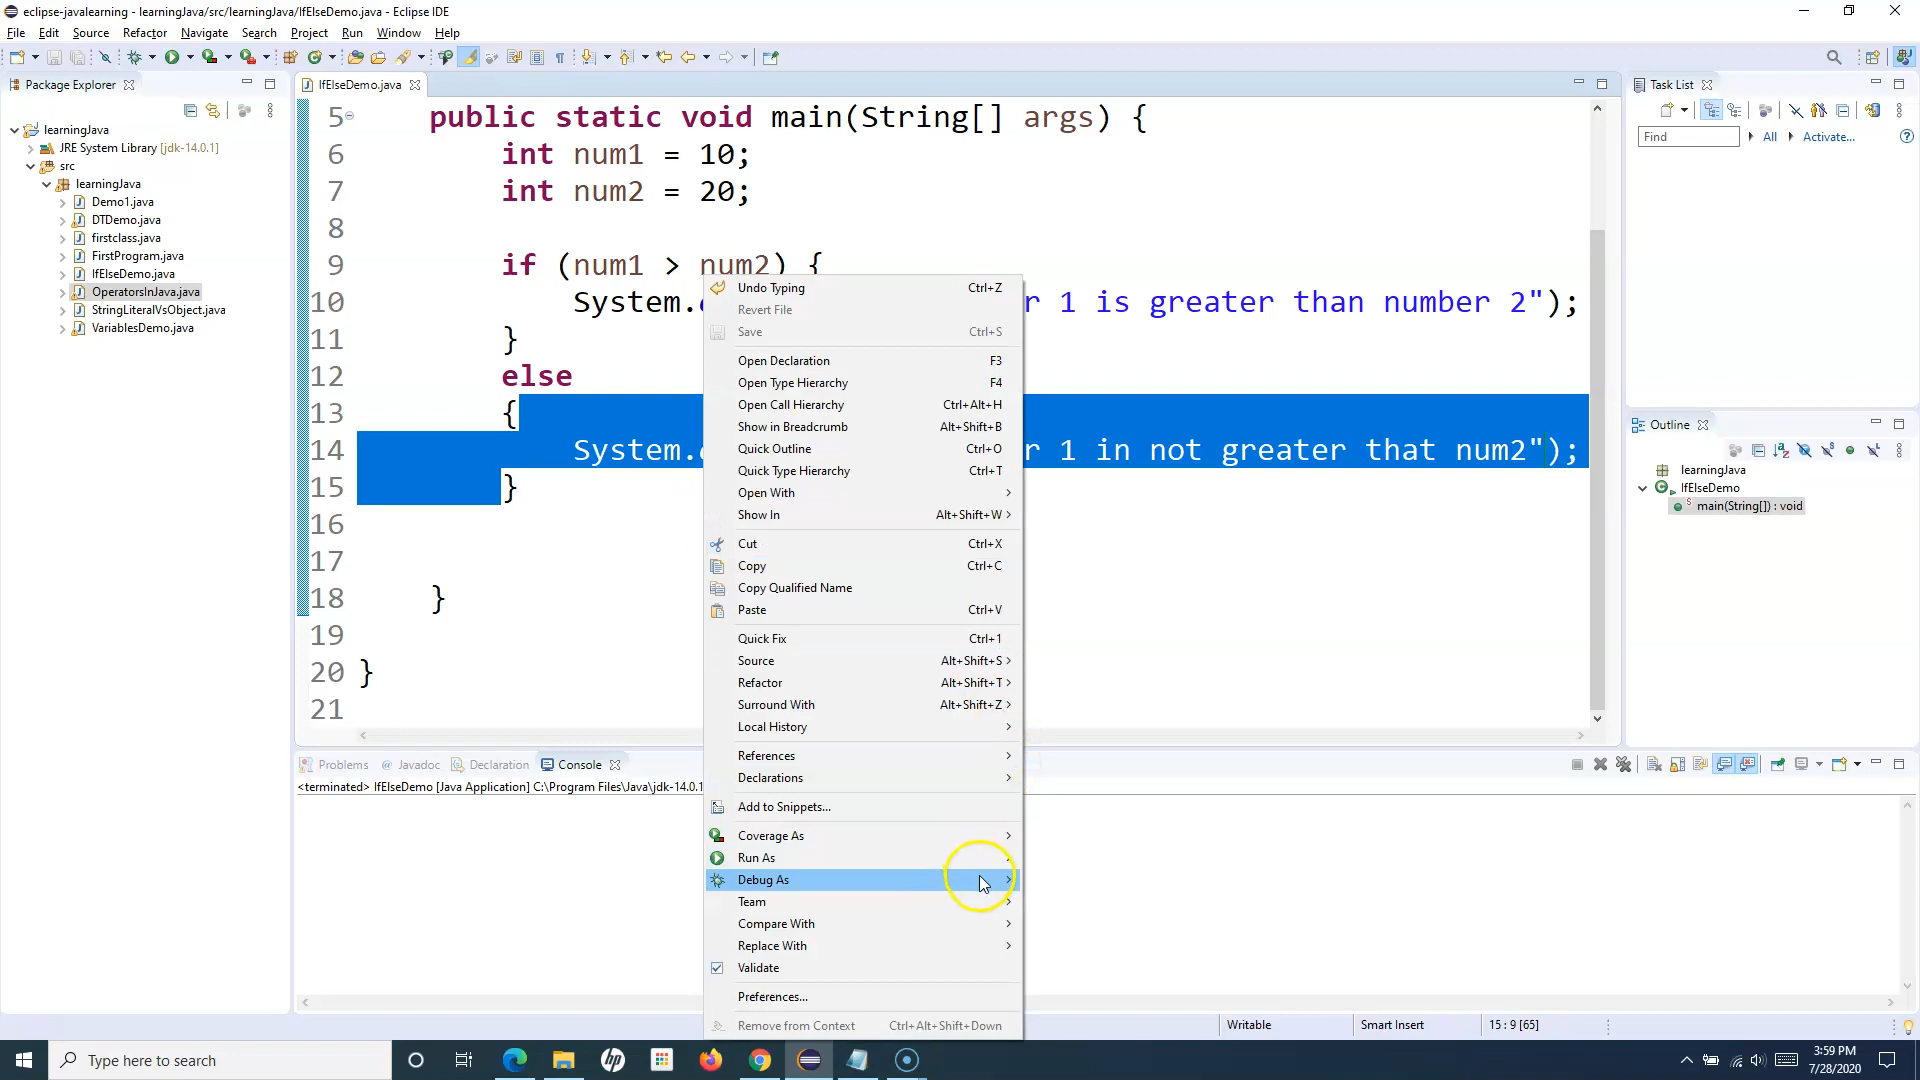 eclipse-javalearning - learningJava/src/learningJava/IfElseDemo.java - Eclipse IDE
File Edit Source Refactor Navigate Search Project Run Window Help
Package Explorer
learningJava
JRE System Library [jdk-14.0.1]
src
learningJava
Demo1.java
DTDemo.java
firstclass.java
FirstProgram.java
IfElseDemo.java
OperatorsInJava.java
StringLiteralVsObject.java
VariablesDemo.java
IfElseDemo.java
5 public static void main(String[] args) {
6 int num1 = 10;
7 int num2 = 20;
8
9 if (num1 > num2) {
10 System. r 1 is greater than number 2");
11 }
12 else
13 {
14 System. r 1 in not greater that num2");
15 }
16
17
18 }
19
20 }
21
Undo Typing Ctrl+Z
Revert File
Save Ctrl+S
Open Declaration F3
Open Type Hierarchy F4
Open Call Hierarchy Ctrl+Alt+H
Show in Breadcrumb Alt+Shift+B
Quick Outline Ctrl+O
Quick Type Hierarchy Ctrl+T
Open With
Show In Alt+Shift+W
Cut Ctrl+X
Copy Ctrl+C
Copy Qualified Name
Paste Ctrl+V
Quick Fix Ctrl+1
Source Alt+Shift+S
Refactor Alt+Shift+T
Surround With Alt+Shift+Z
Local History
References
Declarations
Add to Snippets...
Coverage As
Run As
Debug As
Team
Compare With
Replace With
Validate
Preferences...
Remove from Context Ctrl+Alt+Shift+Down
Problems Javadoc Declaration Console
<terminated> IfElseDemo [Java Application] C:\Program Files\Java\jdk-14.0.1
Task List
Find All Activate...
Outline
learningJava
IfElseDemo
main(String[]) : void
Writable Smart Insert 15 : 9 [65]
Type here to search
3:59 PM
7/28/2020